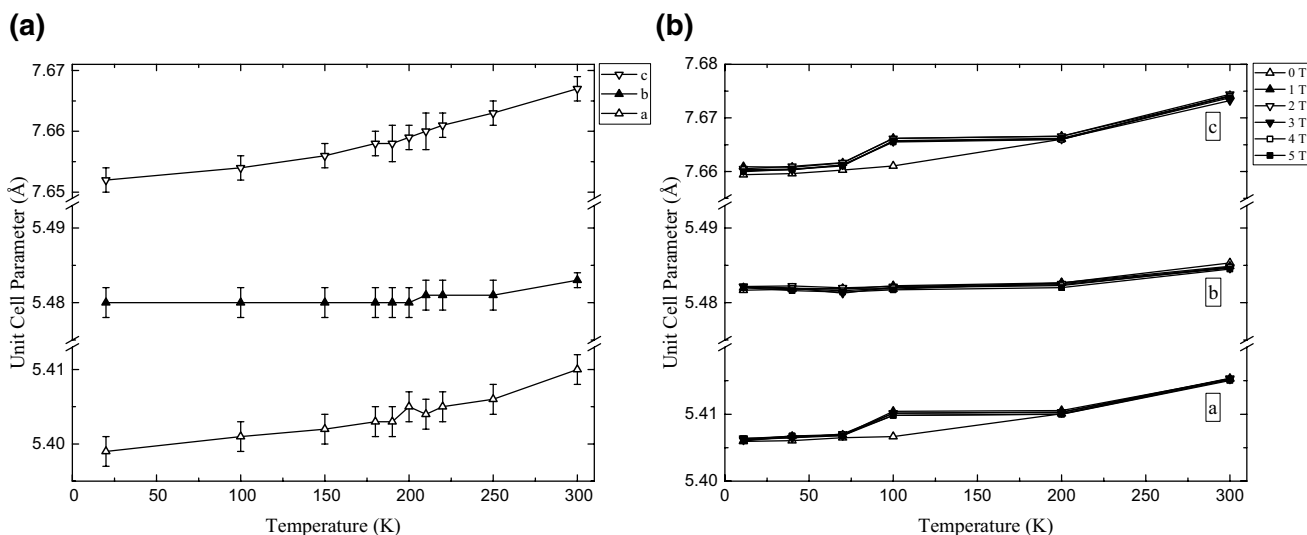 (a)
7.67
7.66
7.65
5.49
5.48
5.41
5.40
0 50 100 150 200 250 300
Temperature (K)
Unit Cell Parameter (Å)
c
b
a
(b)
7.68
7.67
7.66
5.49
5.48
5.41
5.40
0 50 100 150 200 250 300
Temperature (K)
Unit Cell Parameter (Å)
c
b
a
0 T
1 T
2 T
3 T
4 T
5 T